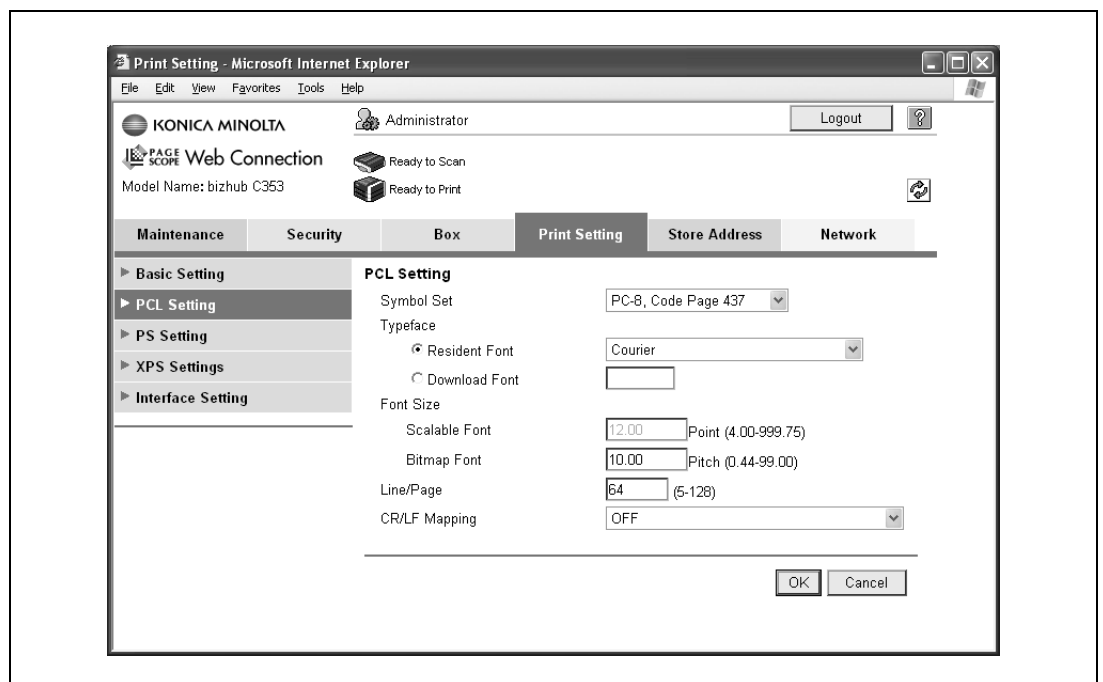 Print Setting - Microsoft Internet Explorer
File Edit View Favorites Tools Help
KONICA MINOLTA
Administrator
Logout
?
PAGE SCOPE Web Connection
Ready to Scan
Model Name: bizhub C353
Ready to Print
Maintenance Security Box Print Setting Store Address Network
Basic Setting
PCL Setting
PS Setting
XPS Settings
Interface Setting
PCL Setting
Symbol Set PC-8, Code Page 437
Typeface
Resident Font Courier
Download Font
Font Size
Scalable Font 12.00 Point (4.00-999.75)
Bitmap Font 10.00 Pitch (0.44-99.00)
Line/Page 64 (5-128)
CR/LF Mapping OFF
OK Cancel